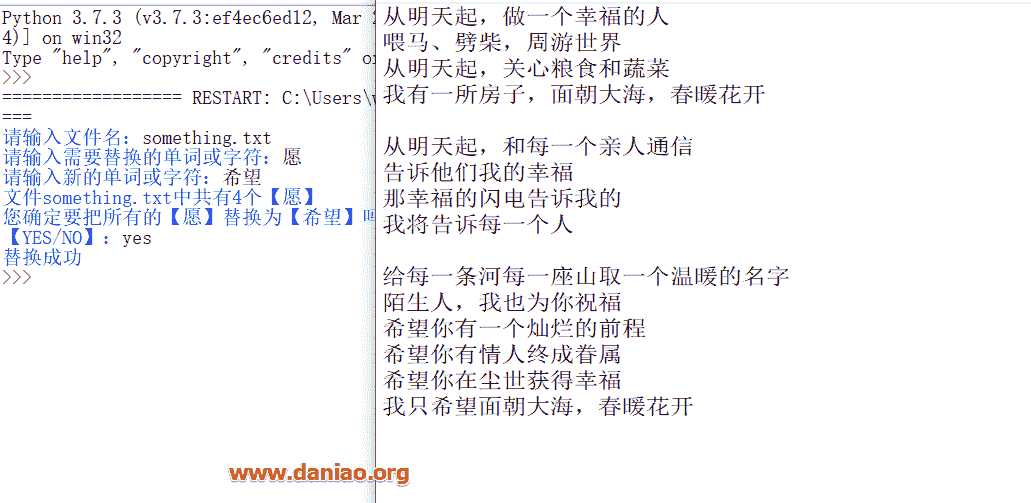 Python 3.7.3 (v3.7.3:ef4ec6ed12, Mar 2
4)] on win32
Type "help", "copyright", "credits" o
>>>
================== RESTART: C:\Users\
===
请输入文件名：something.txt
请输入需要替换的单词或字符：愿
请输入新的单词或字符：希望
文件something.txt中共有4个【愿】
您确定要把所有的【愿】替换为【希望】吗
【YES/NO】：yes
替换成功
>>>
从明天起，做一个幸福的人
喂马、劈柴，周游世界
从明天起，关心粮食和蔬菜
我有一所房子，面朝大海，春暖花开
从明天起，和每一个亲人通信
告诉他们我的幸福
那幸福的闪电告诉我的
我将告诉每一个人
给每一条河每一座山取一个温暖的名字
陌生人，我也为你祝福
希望你有一个灿烂的前程
希望你有情人终成眷属
希望你在尘世获得幸福
我只希望面朝大海，春暖花开
www.daniao.org